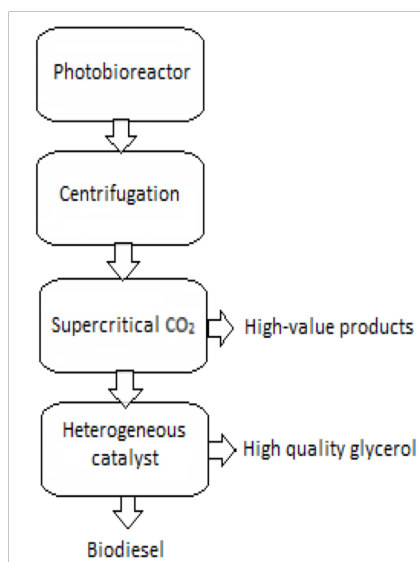 Photobioreactor
Centrifugation
Supercritical CO₂
High-value products
Heterogeneous
catalyst
High quality glycerol
Biodiesel